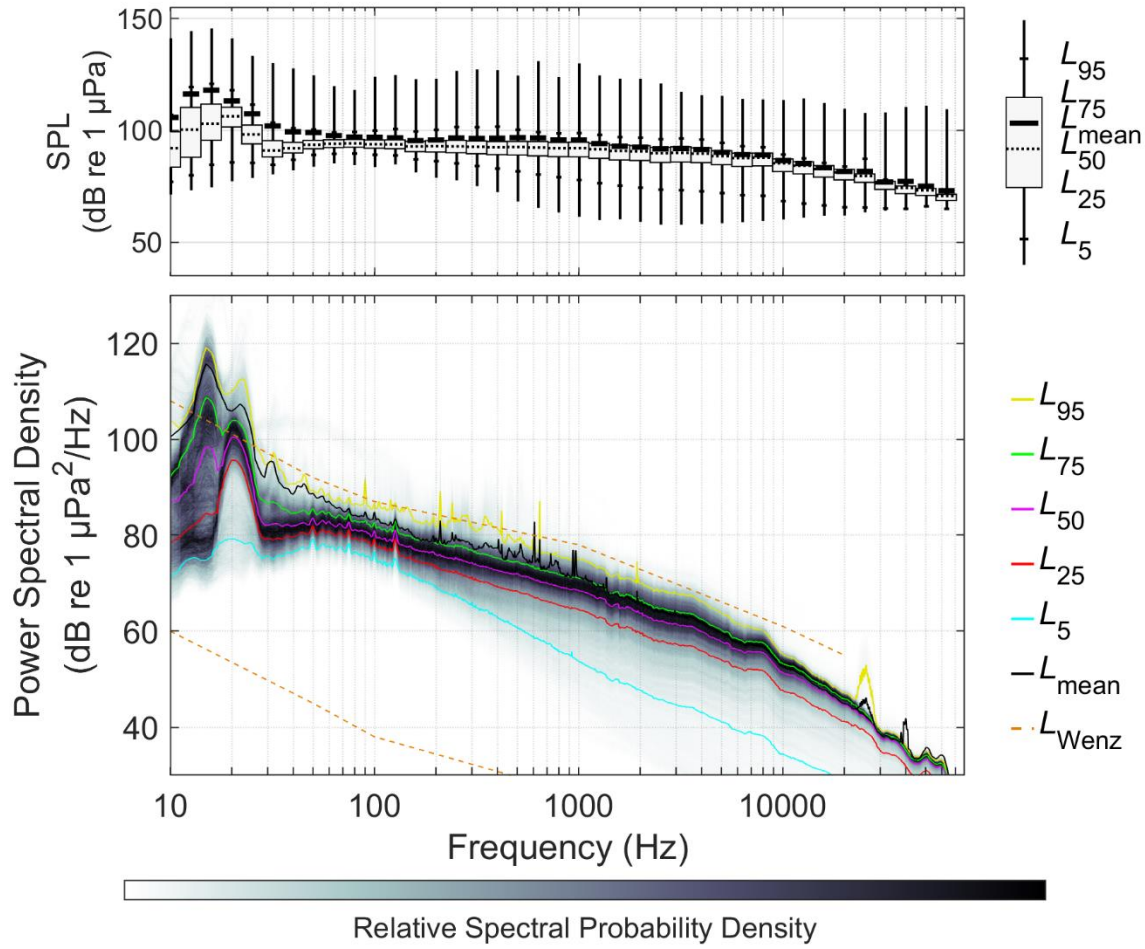 SPL
(dB re 1 µPa)
150
100
50
L95
L75
Lmean
L50
L25
L5
Power Spectral Density
(dB re 1 µPa²/Hz)
120
100
80
60
40
10
100
1000
10000
Frequency (Hz)
L95
L75
L50
L25
L5
Lmean
LWenz
Relative Spectral Probability Density